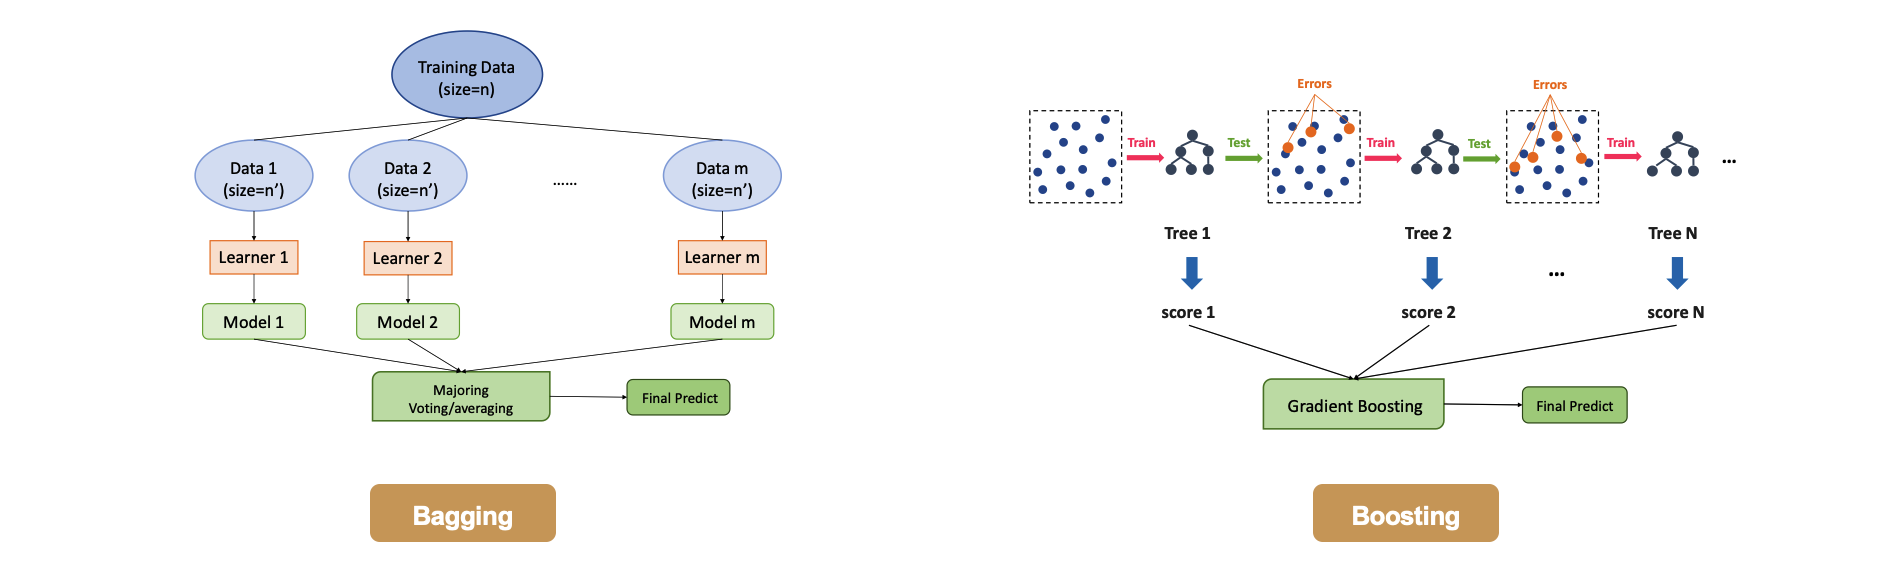 Training Data
(size=n)
Data 1
(size=n')
Data 2
(size=n')
......
Data m
(size=n')
Learner 1
Learner 2
Learner m
Model 1
Model 2
Model m
Majoring
Voting/averaging
Final Predict
Bagging
Errors
Errors
Train
Test
Train
Test
Train
...
Tree 1
Tree 2
Tree N
...
score 1
score 2
score N
Gradient Boosting
Final Predict
Boosting